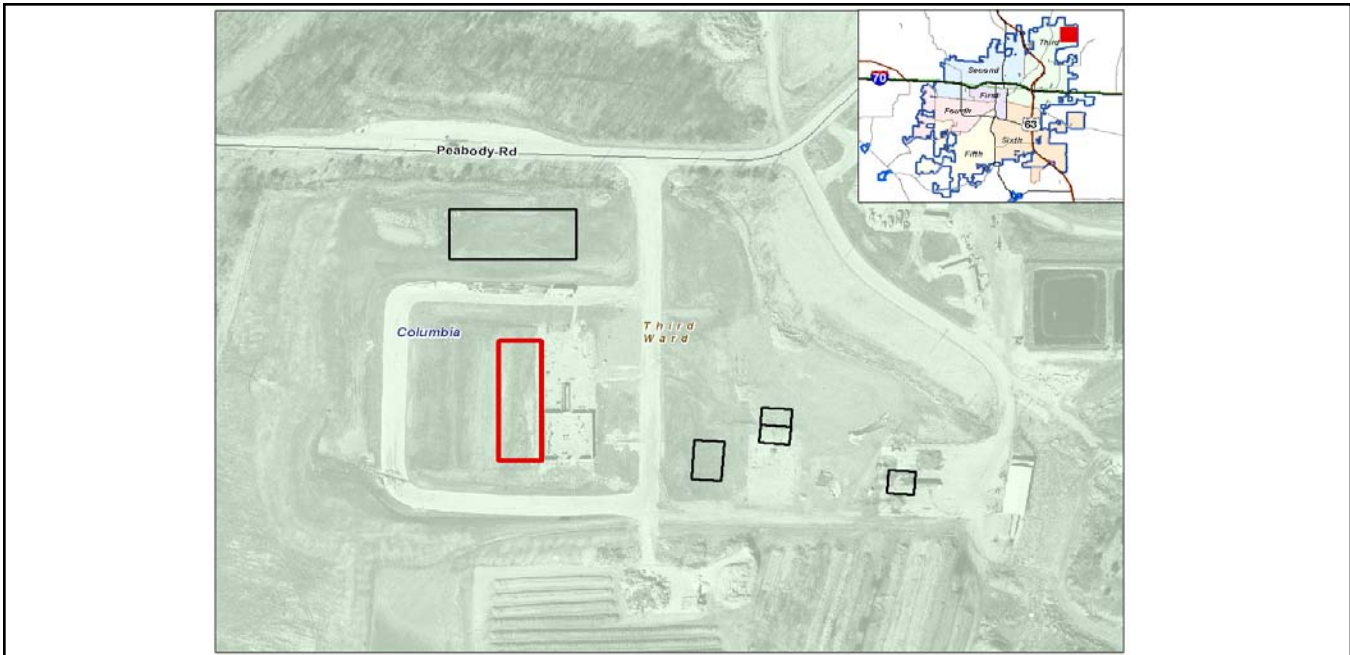 Peabody Rd
Columbia
Third
Ward
Third
Second
70
First
Fourth
63
Sixth
Fifth